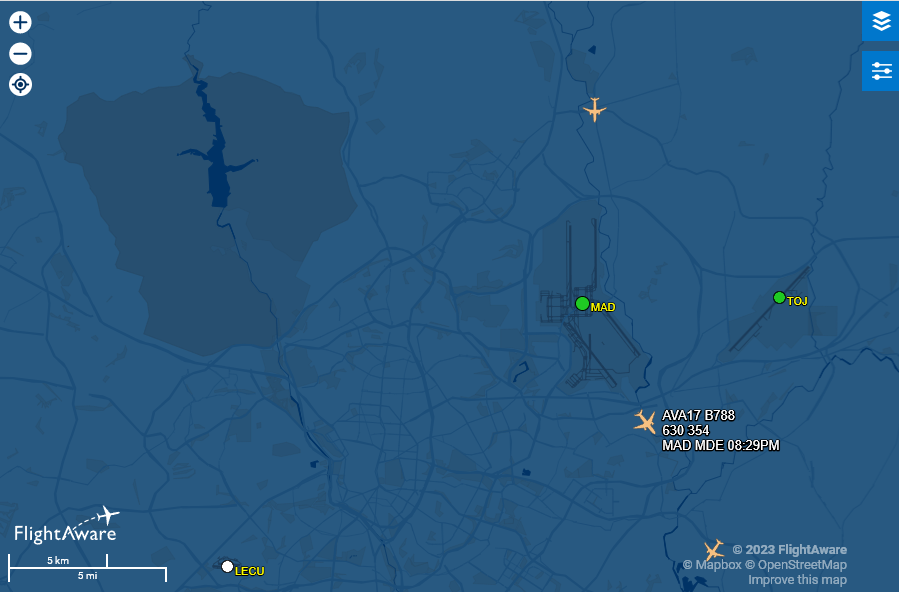 MAD
TOJ
AVA17 B788
630 354
MAD MDE 08:29PM
FlightAware
5 km
5 mi
LECU
© 2023 FlightAware
© Mapbox © OpenStreetMap
Improve this map